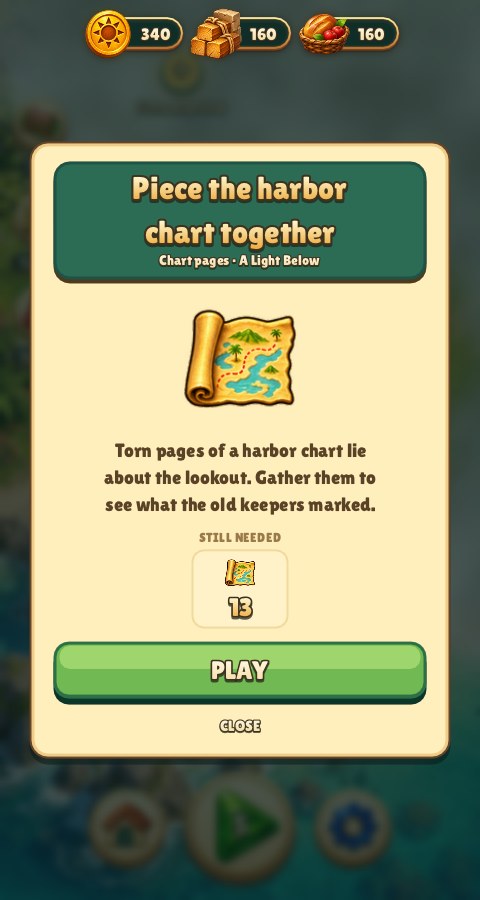 340
160
160
Piece the harbor
chart together
Chart pages · A Light Below
Torn pages of a harbor chart lie
about the lookout. Gather them to
see what the old keepers marked.
STILL NEEDED
13
PLAY
CLOSE